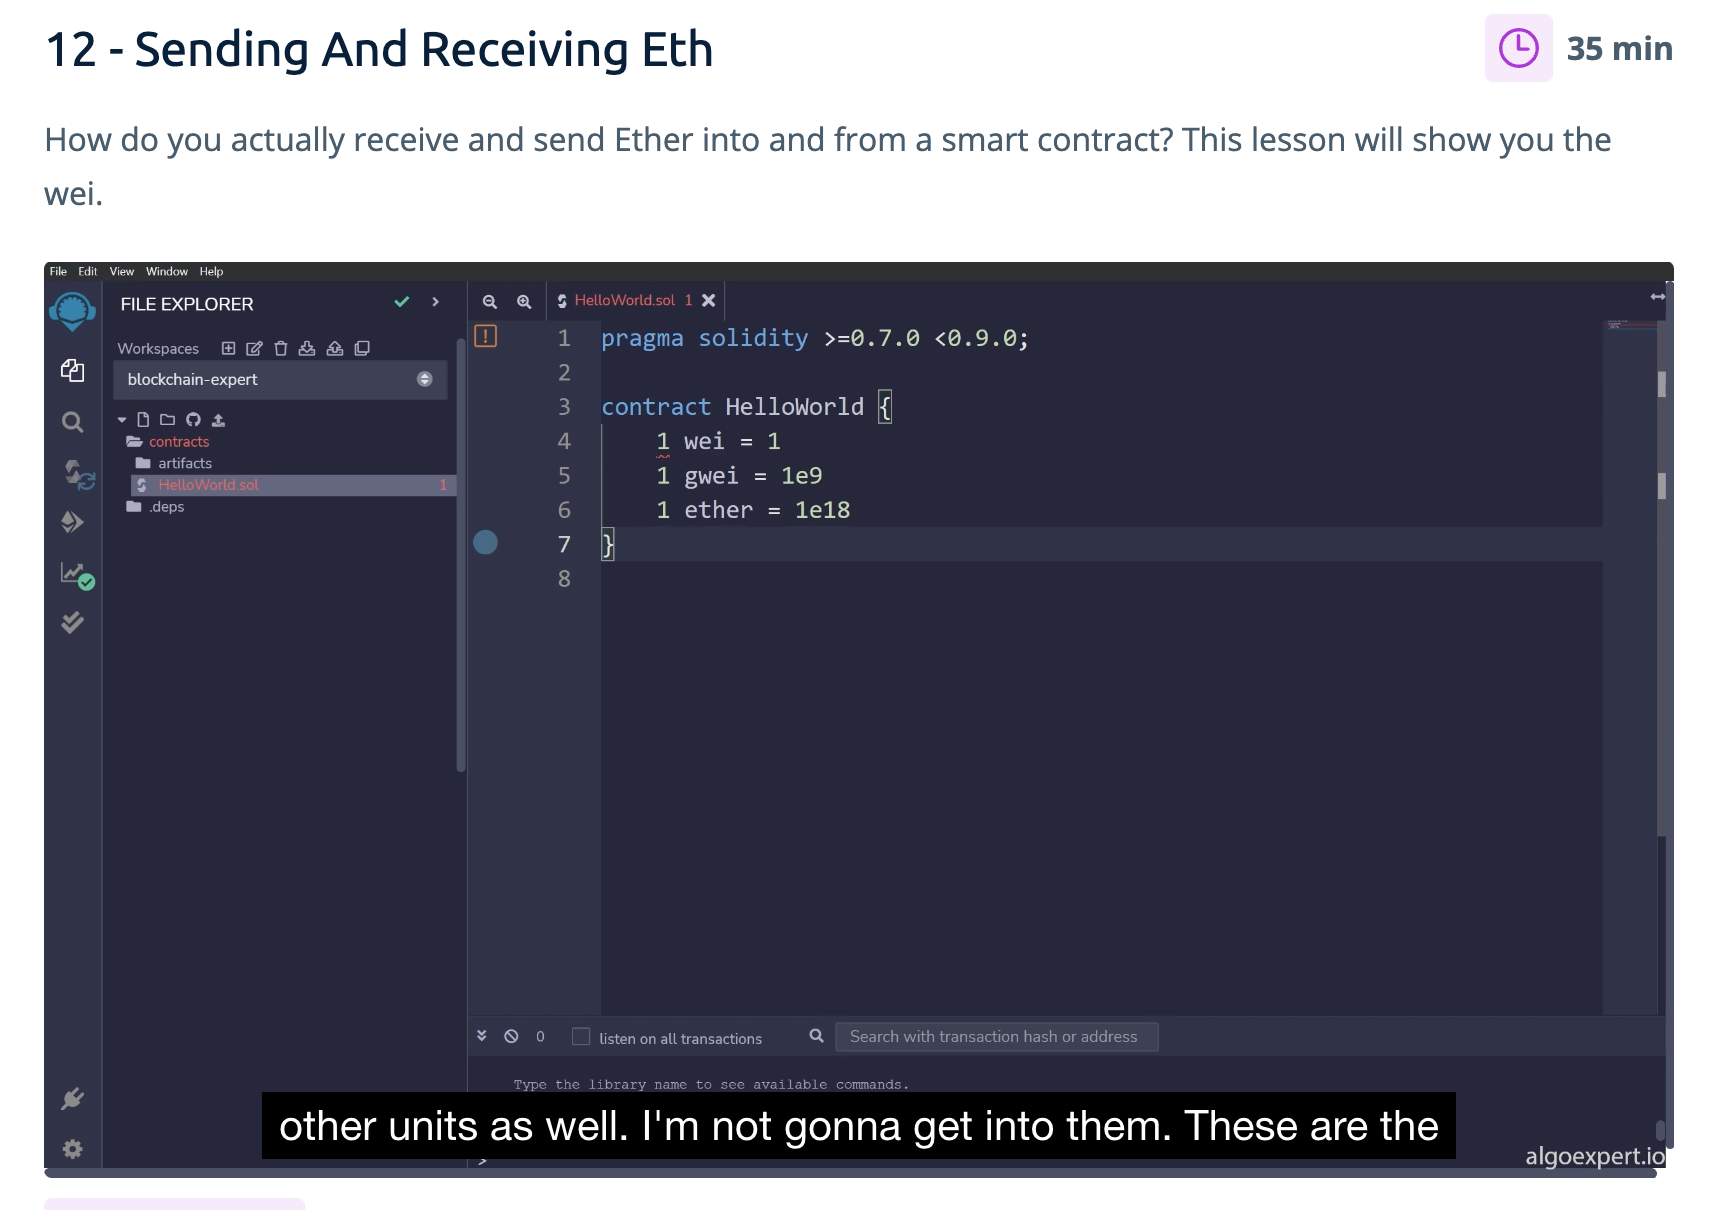 12 - Sending And Receiving Eth
35 min
How do you actually receive and send Ether into and from a smart contract? This lesson will show you the
wei.
File Edit View Window Help
FILE EXPLORER
HelloWorld.sol 1
Workspaces
blockchain-expert
contracts
artifacts
HelloWorld.sol 1
.deps
1 pragma solidity >=0.7.0 <0.9.0;
2
3 contract HelloWorld {
4 1 wei = 1
5 1 gwei = 1e9
6 1 ether = 1e18
7 }
8
0 listen on all transactions Search with transaction hash or address
Type the library name to see available commands.
other units as well. I'm not gonna get into them. These are the
>
algoexpert.io